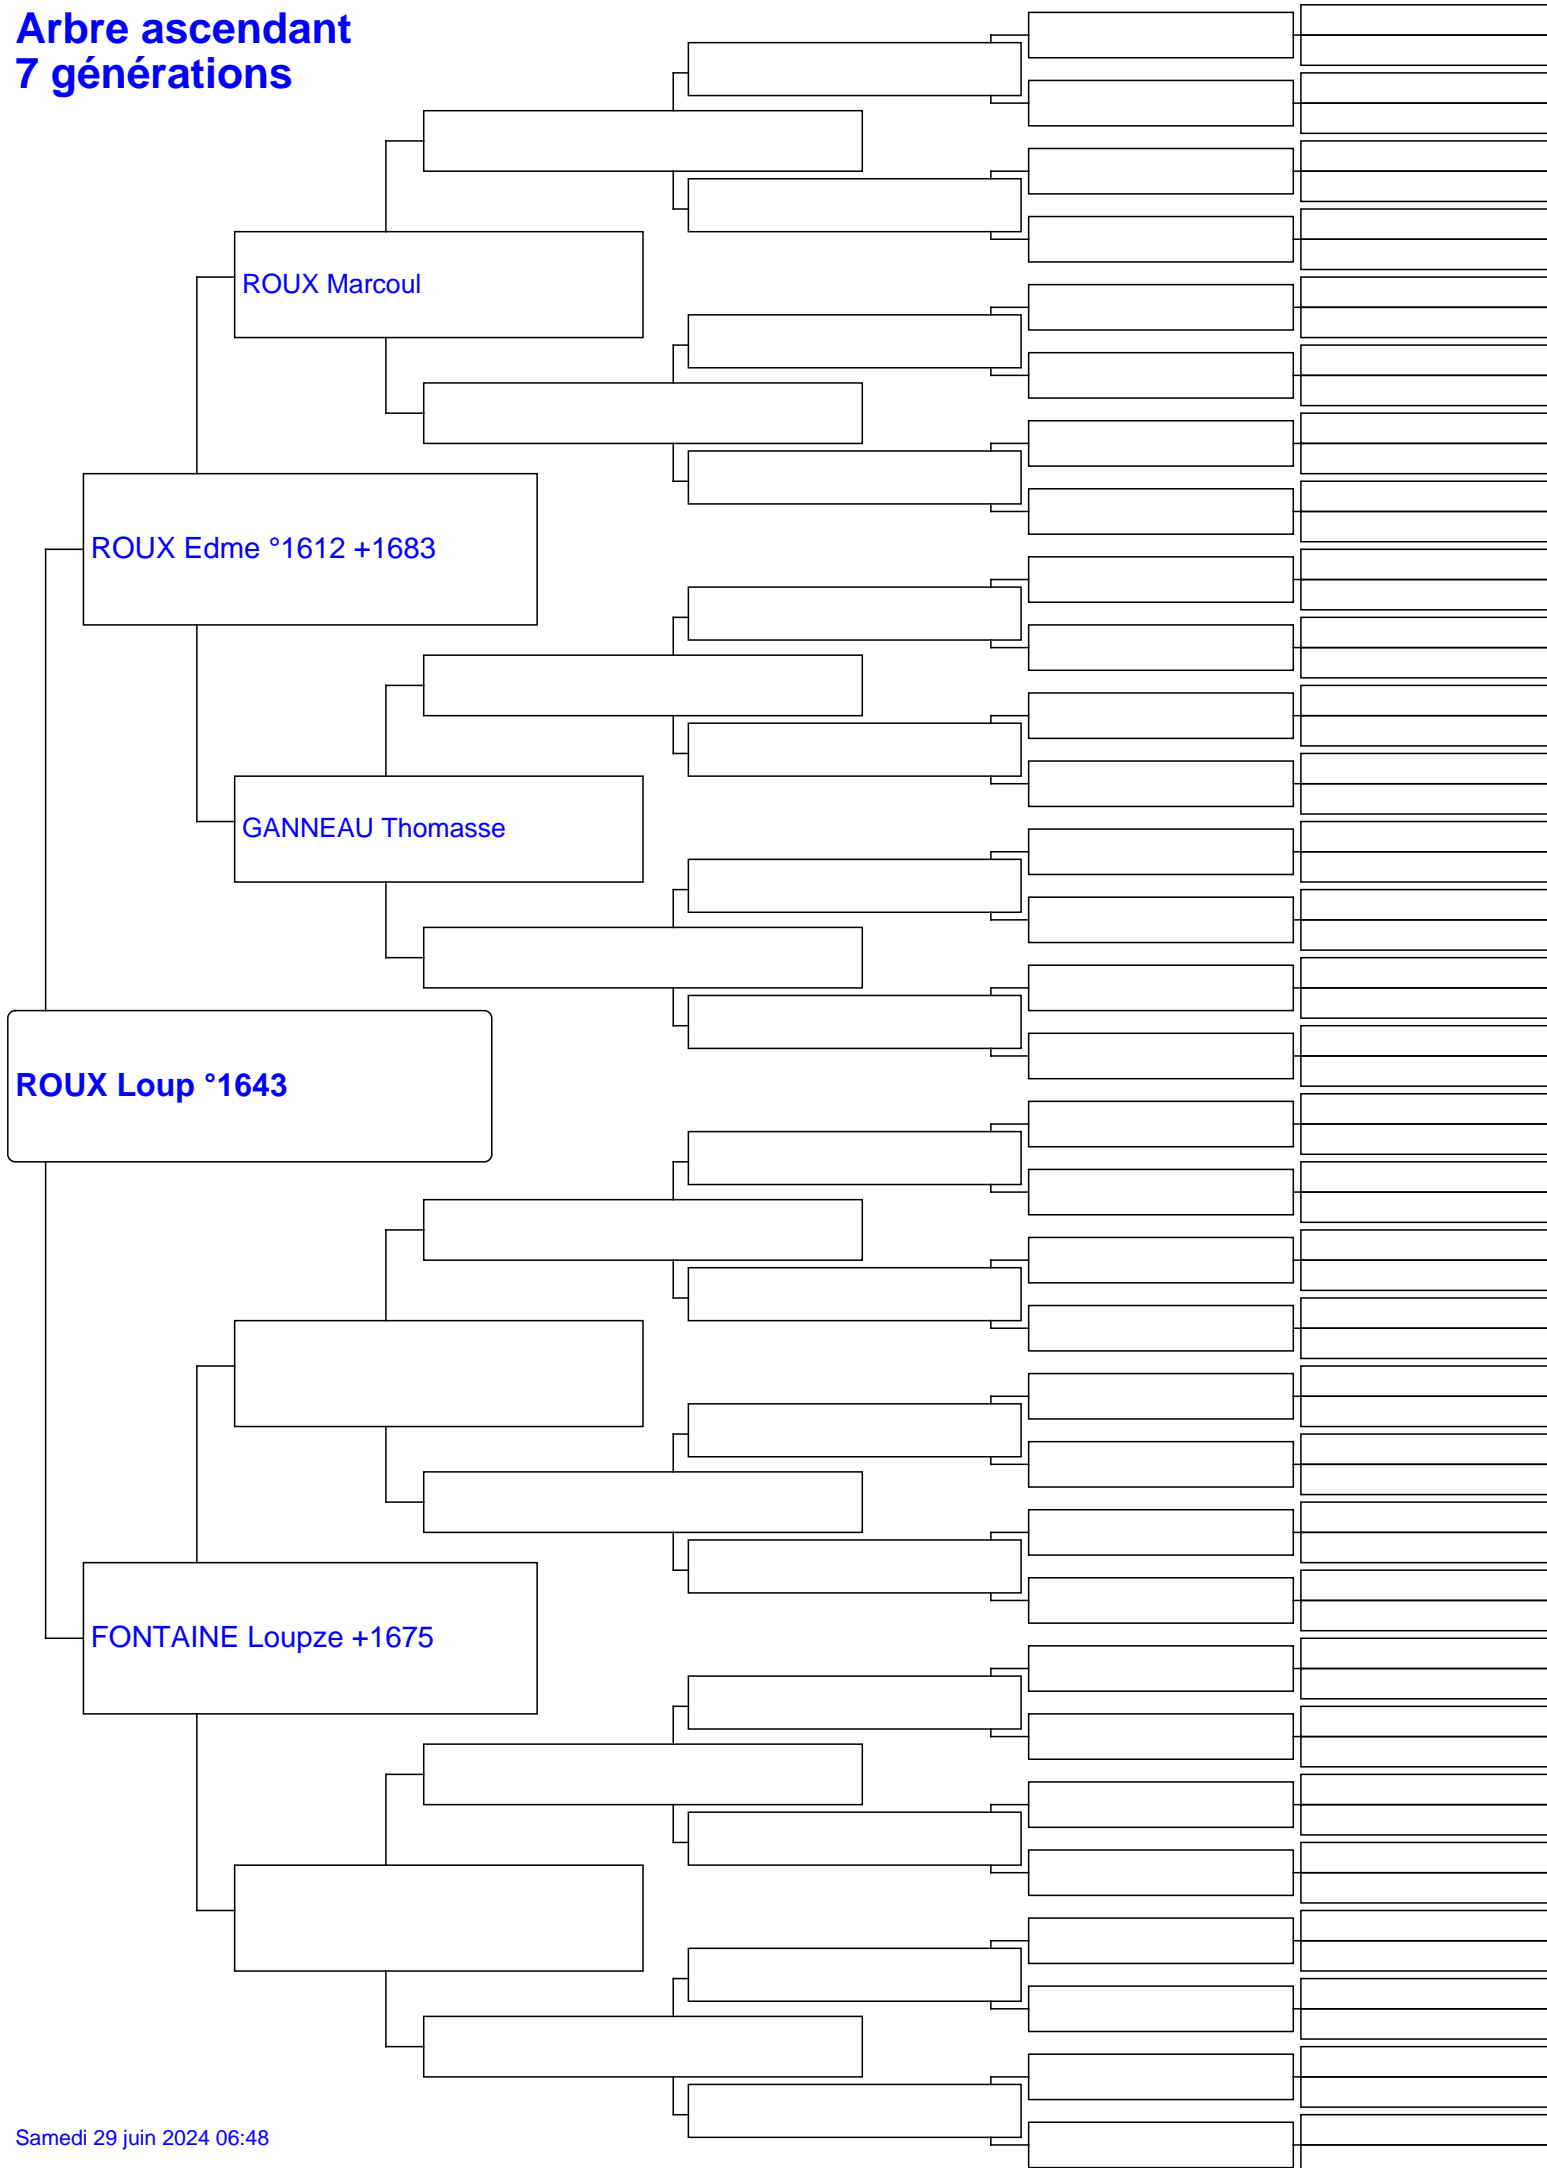 Arbre ascendant
7 générations
ROUX Marcoul
ROUX Edme °1612 +1683
GANNEAU Thomasse
ROUX Loup °1643
FONTAINE Loupze +1675
Samedi 29 juin 2024 06:48